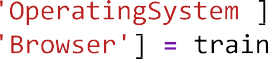 'OperatingSystem ]
'Browser'] = train